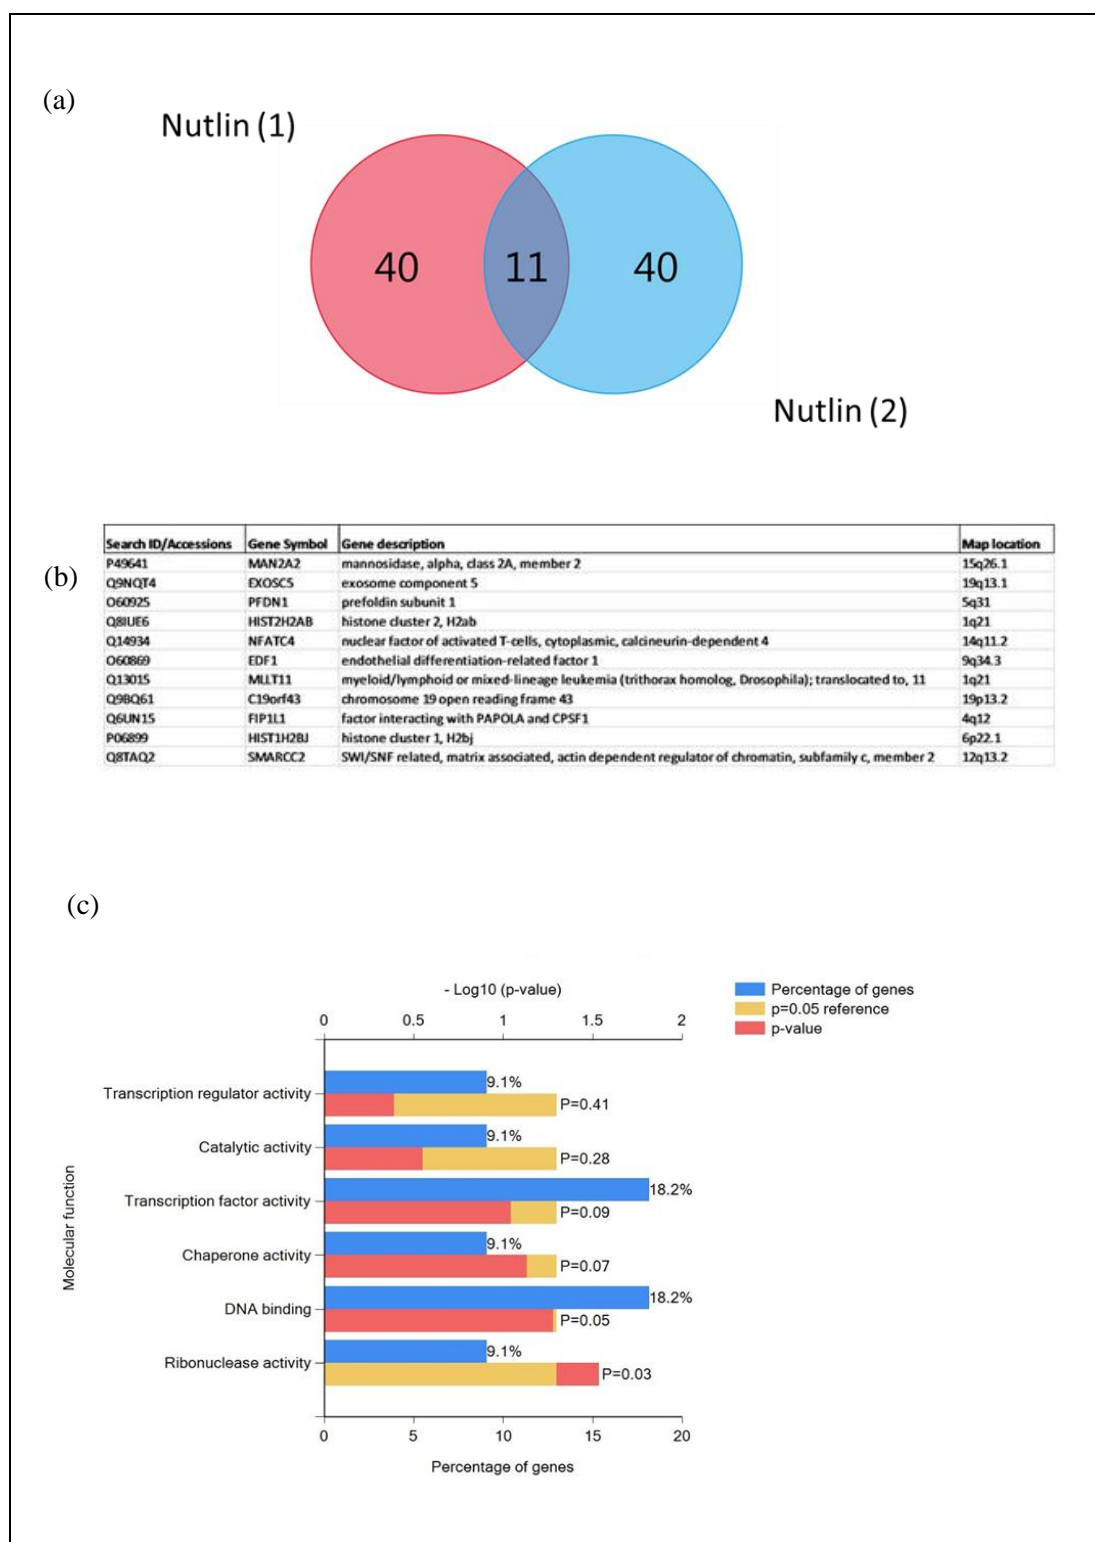 (a)
Nutlin (1)
40 11 40
Nutlin (2)
(b)
Search ID/Accessions Gene Symbol Gene description Map location
P49641 MAN2A2 mannosidase, alpha, class 2A, member 2 15q26.1
Q9NQT4 EXOSC5 exosome component 5 19q13.1
O60925 PFDN1 prefoldin subunit 1 5q31
Q8IUE6 HIST2H2AB histone cluster 2, H2ab 1q21
Q14934 NFATC4 nuclear factor of activated T-cells, cytoplasmic, calcineurin-dependent 4 14q11.2
O60869 EDF1 endothelial differentiation-related factor 1 9q34.3
Q13015 MLLT11 myeloid/lymphoid or mixed-lineage leukemia (trithorax homolog, Drosophila); translocated to, 11 1q21
Q9BQ61 C19orf43 chromosome 19 open reading frame 43 19p13.2
Q6UN15 FIP1L1 factor interacting with PAPOLA and CPSF1 4q12
P06899 HIST1H2BJ histone cluster 1, H2bj 6p22.1
Q8TAQ2 SMARCC2 SWI/SNF related, matrix associated, actin dependent regulator of chromatin, subfamily c, member 2 12q13.2
(c)
- Log10 (p-value)
0 0.5 1 1.5 2
Percentage of genes
p=0.05 reference
p-value
Molecular function
Transcription regulator activity
9.1%
P=0.41
Catalytic activity
9.1%
P=0.28
Transcription factor activity
18.2%
P=0.09
Chaperone activity
9.1%
P=0.07
DNA binding
18.2%
P=0.05
Ribonuclease activity
9.1%
P=0.03
0 5 10 15 20
Percentage of genes